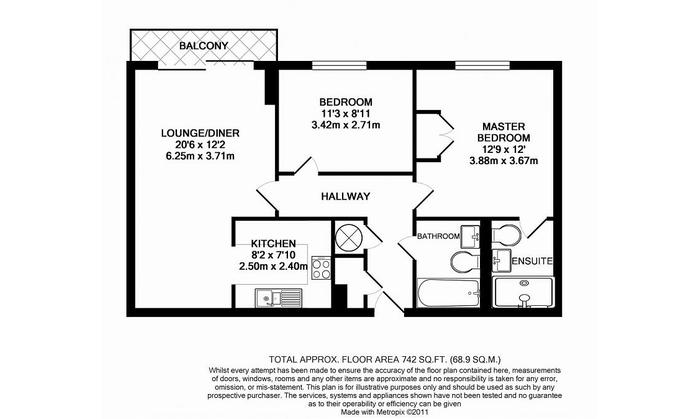 BALCONY
LOUNGE/DINER
20'6 x 12'2
6.25m x 3.71m
BEDROOM
11'3 x 8'11
3.42m x 2.71m
MASTER
BEDROOM
12'9 x 12'
3.88m x 3.67m
HALLWAY
KITCHEN
8'2 x 7'10
2.50m x 2.40m
BATHROOM
ENSUITE
TOTAL APPROX. FLOOR AREA 742 SQ.FT. (68.9 SQ.M.)
Whilst every attempt has been made to ensure the accuracy of the floor plan contained here, measurements
of doors, windows, rooms and any other items are approximate and no responsibility is taken for any error,
omission, or mis-statement. This plan is for illustrative purposes only and should be used as such by any
prospective purchaser. The services, systems and appliances shown have not been tested and no guarantee
as to their operability or efficiency can be given
Made with Metropix ©2011